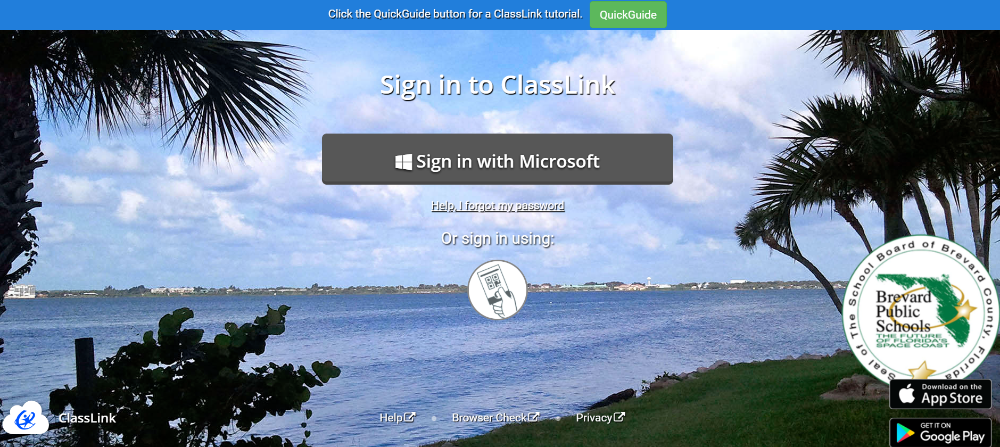 Click the QuickGuide button for a ClassLink tutorial. QuickGuide
Sign in to ClassLink
Sign in with Microsoft
Help, I forgot my password
Or sign in using:
Seal of The School Board of Brevard County, Florida
Brevard
Public
Schools
THE FUTURE
OF FLORIDA'S
SPACE COAST
Download on the
App Store
ClassLink
Help
Browser Check
Privacy
GET IT ON
Google Play